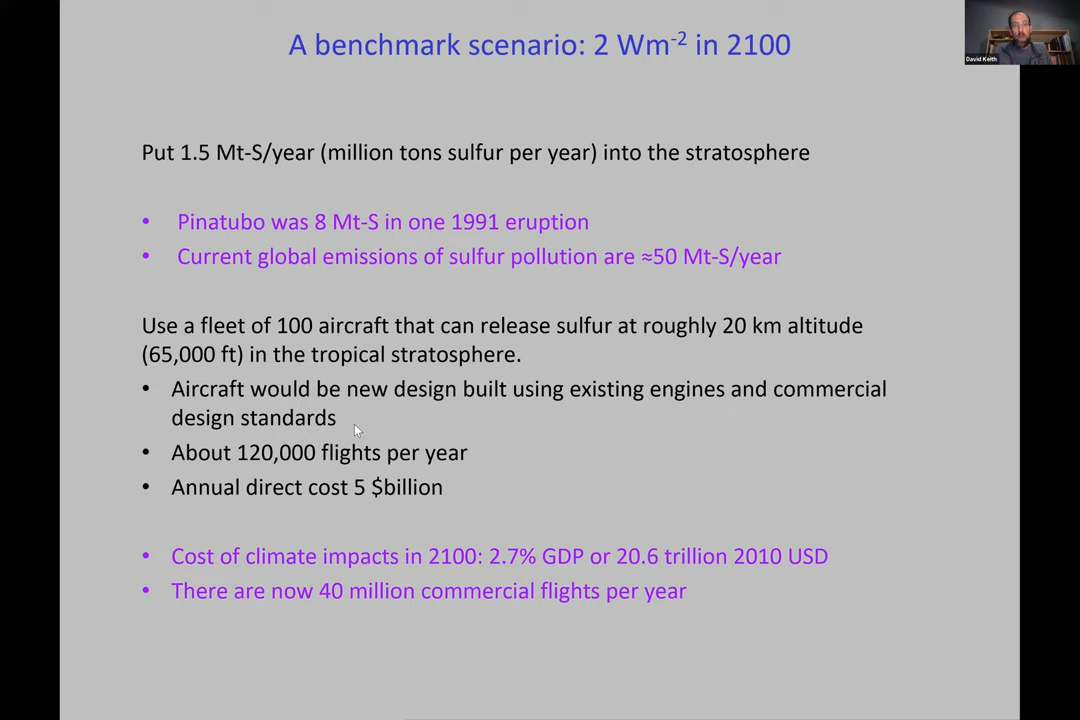 A benchmark scenario: 2 Wm⁻² in 2100
David Keith
Put 1.5 Mt-S/year (million tons sulfur per year) into the stratosphere
• Pinatubo was 8 Mt-S in one 1991 eruption
• Current global emissions of sulfur pollution are ≈50 Mt-S/year
Use a fleet of 100 aircraft that can release sulfur at roughly 20 km altitude
(65,000 ft) in the tropical stratosphere.
• Aircraft would be new design built using existing engines and commercial
design standards
• About 120,000 flights per year
• Annual direct cost 5 $billion
• Cost of climate impacts in 2100: 2.7% GDP or 20.6 trillion 2010 USD
• There are now 40 million commercial flights per year